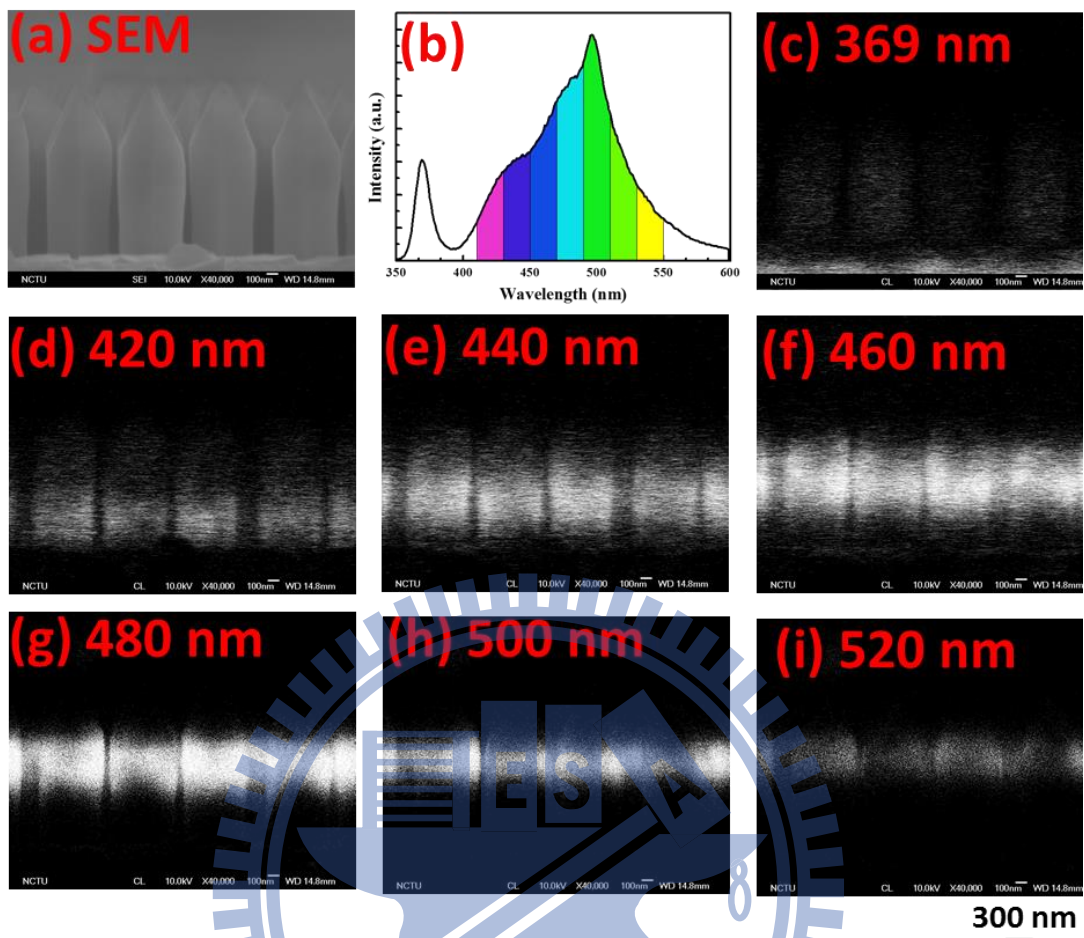 (a) SEM
NCTU SEI 10.0kV X40,000 100nm WD 14.8mm
(b)
Intensity (a.u.)
350 400 450 500 550 600
Wavelength (nm)
(c) 369 nm
NCTU CL 10.0kV X40,000 100nm WD 14.8mm
(d) 420 nm
NCTU CL 10.0kV X40,000 100nm WD 14.8mm
(e) 440 nm
NCTU CL 10.0kV X40,000 100nm WD 14.8mm
(f) 460 nm
NCTU CL 10.0kV X40,000 100nm WD 14.8mm
(g) 480 nm
NCTU CL 10.0kV X40,000 100nm WD 14.8mm
(h) 500 nm
NCTU CL 10.0kV X40,000 100nm WD 14.8mm
(i) 520 nm
NCTU CL 10.0kV X40,000 100nm WD 14.8mm
ESA
8
300 nm